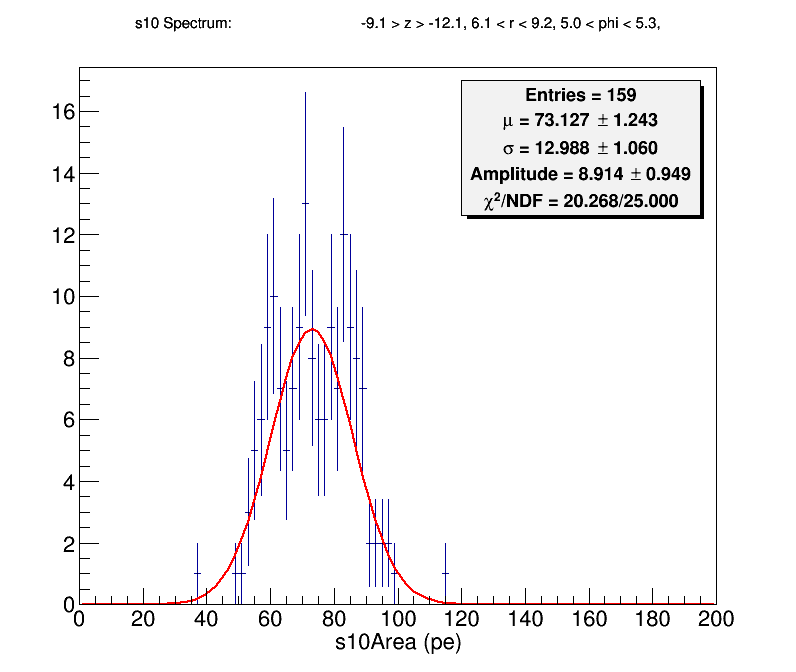 s10 Spectrum: -9.1 > z > -12.1, 6.1 < r < 9.2, 5.0 < phi < 5.3,
Entries = 159
μ = 73.127 ± 1.243
σ = 12.988 ± 1.060
Amplitude = 8.914 ± 0.949
χ²/NDF = 20.268/25.000
16
14
12
10
8
6
4
2
0
0 20 40 60 80 100 120 140 160 180 200
s10Area (pe)